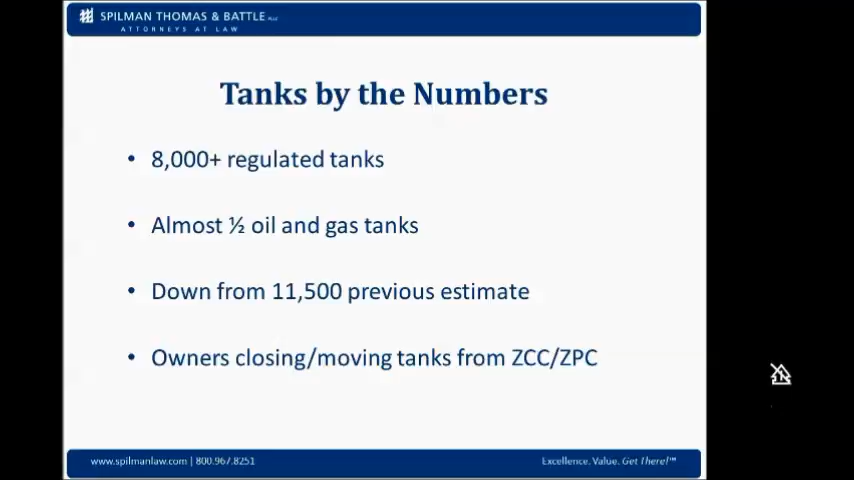 SPILMAN THOMAS & BATTLE PLLC
ATTORNEYS AT LAW
Tanks by the Numbers
• 8,000+ regulated tanks
• Almost ½ oil and gas tanks
• Down from 11,500 previous estimate
• Owners closing/moving tanks from ZCC/ZPC
www.spilmanlaw.com | 800.967.8251
Excellence. Value. Get There!™